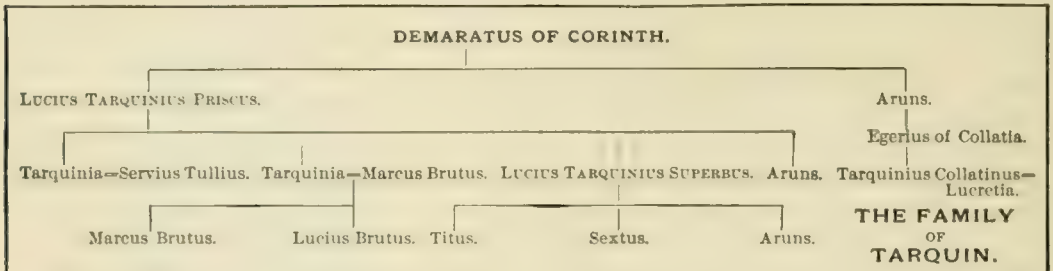 DEMARATUS OF CORINTH.
LUCIUS TARQUINIUS PRISCUS. Aruns.
Egerius of Collatia.
Tarquinia=Servius Tullius. Tarquinia=Marcus Brutus. LUCIUS TARQUINIUS SUPERBUS. Aruns. Tarquinius Collatinus=
Lucretia.
Marcus Brutus. Lucius Brutus. Titus. Sextus. Aruns.
THE FAMILY
OF
TARQUIN.